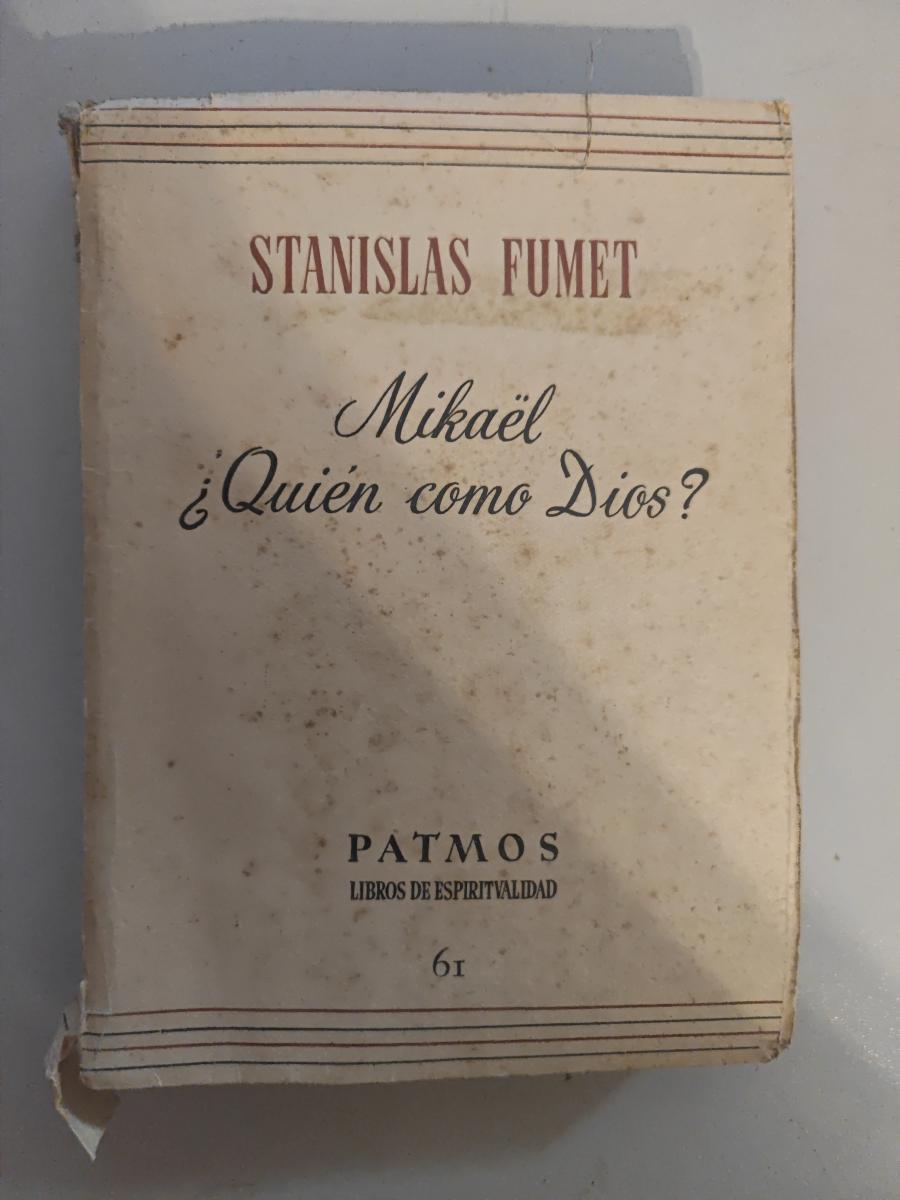 STANISLAS FUMET
Mikaël
¿Quién como Dios?
PATMOS
LIBROS DE ESPIRITVALIDAD
61